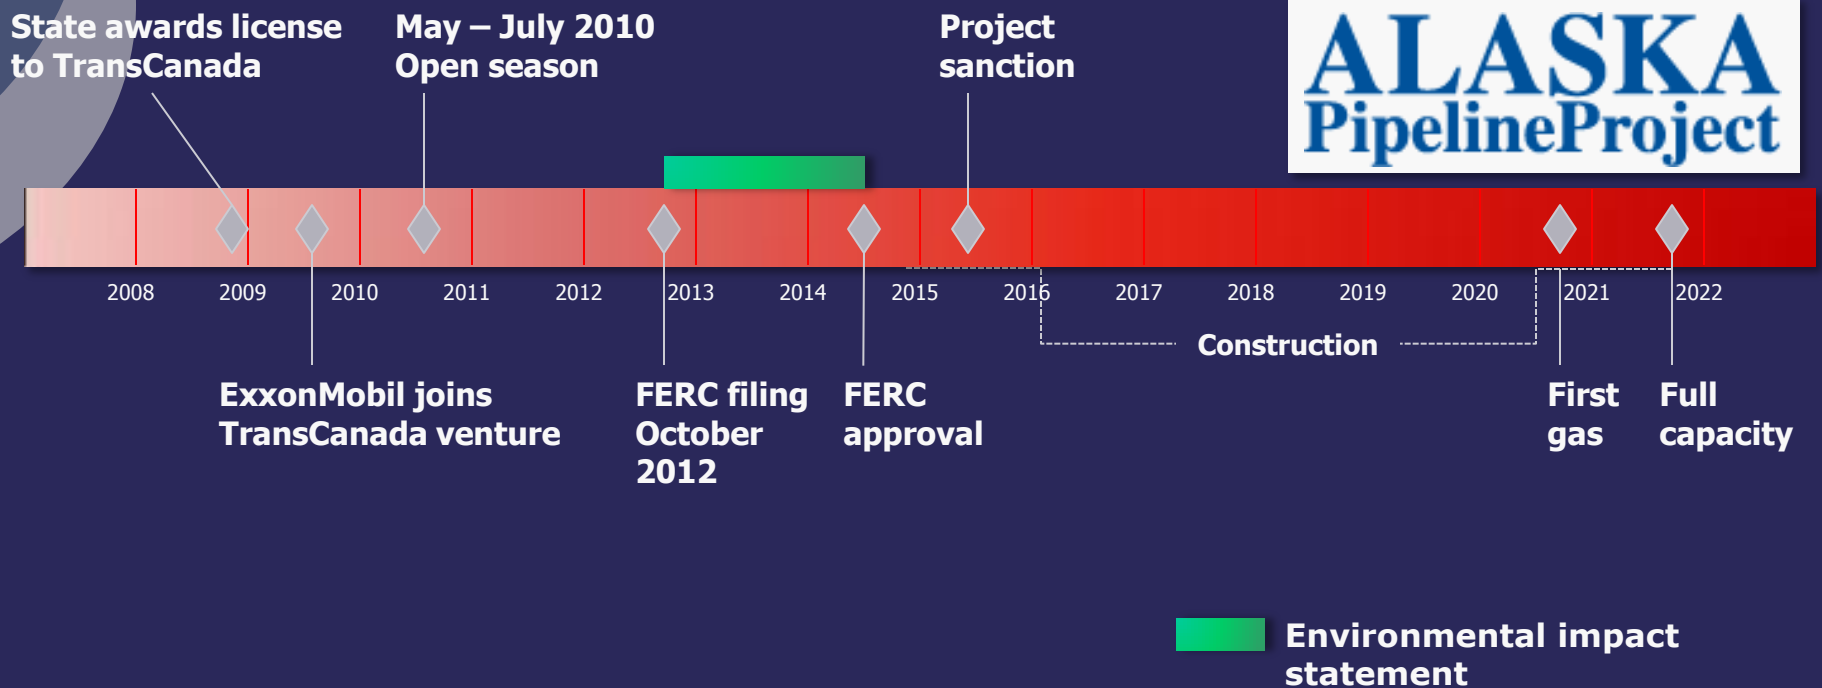 State awards license
to TransCanada
May – July 2010
Open season
Project
sanction
ALASKA
PipelineProject
2008
2009
2010
2011
2012
2013
2014
2015
2016
2017
2018
2019
2020
2021
2022
Construction
ExxonMobil joins
TransCanada venture
FERC filing
October
2012
FERC
approval
First
gas
Full
capacity
Environmental impact
statement